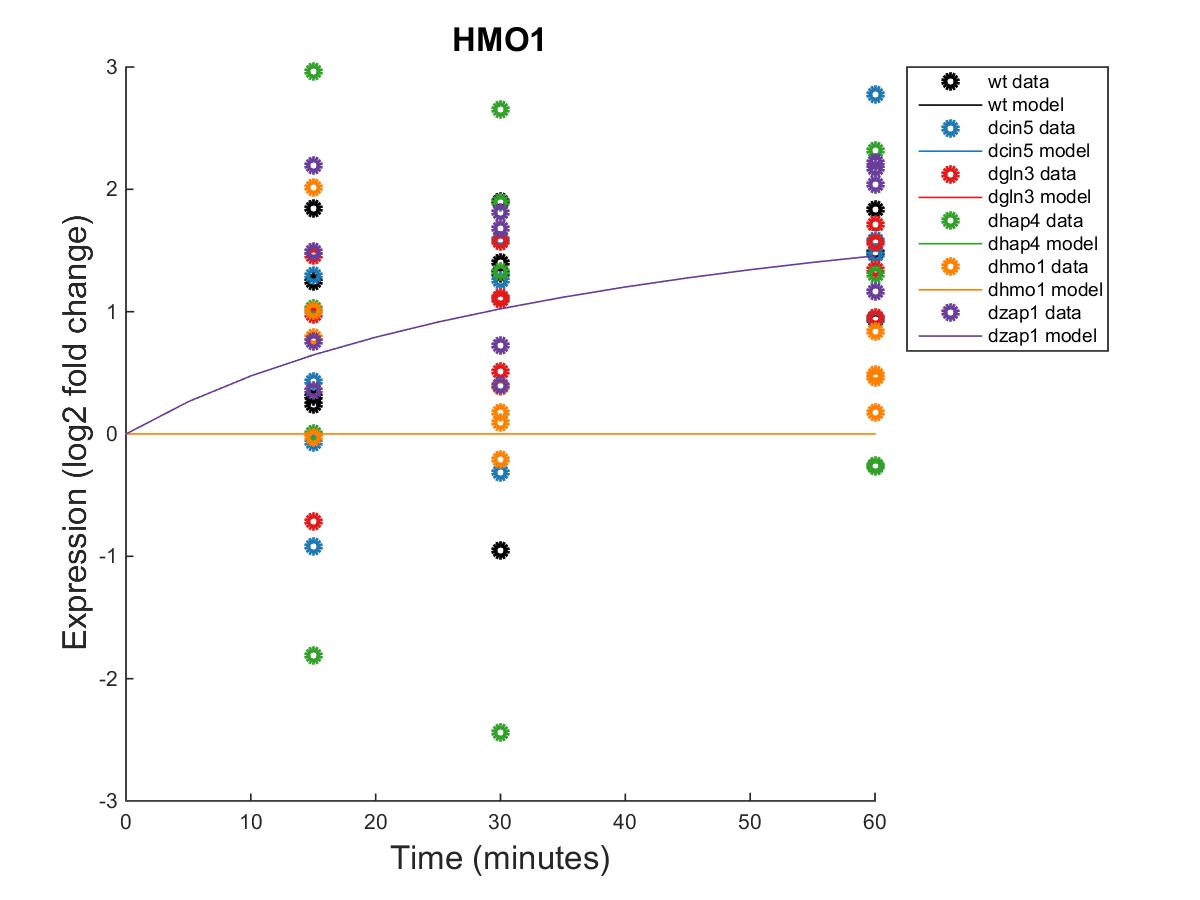 HMO1
3
2
1
0
-1
-2
-3
Expression (log2 fold change)
0 10 20 30 40 50 60
Time (minutes)
wt data
wt model
dcin5 data
dcin5 model
dgln3 data
dgln3 model
dhap4 data
dhap4 model
dhmo1 data
dhmo1 model
dzap1 data
dzap1 model